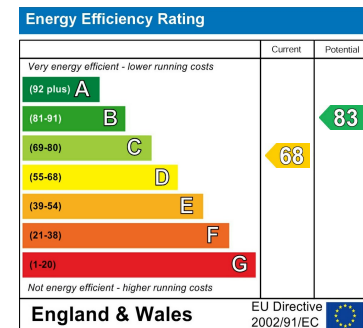 Energy Efficiency Rating
Current Potential
Very energy efficient - lower running costs
(92 plus) A
(81-91) B
83
(69-80) C
68
(55-68) D
(39-54) E
(21-38) F
(1-20) G
Not energy efficient - higher running costs
England & Wales
EU Directive
2002/91/EC